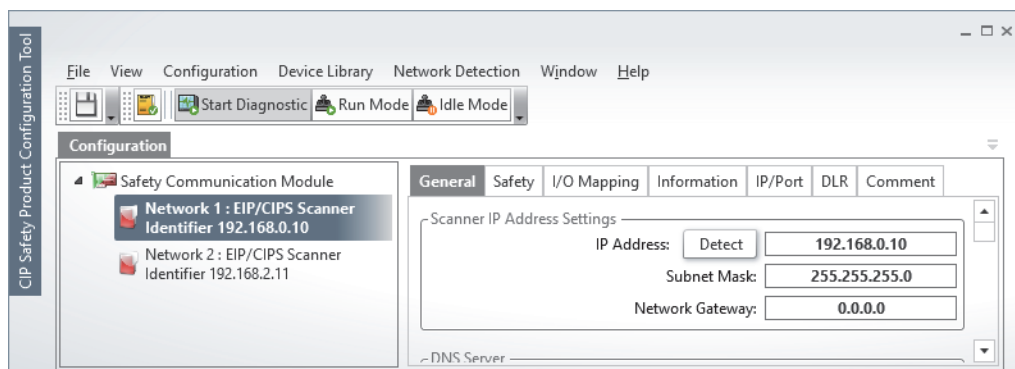 CIP Safety Product Configuration Tool
File View Configuration Device Library Network Detection Window Help
Start Diagnostic Run Mode Idle Mode
Configuration
Safety Communication Module
Network 1 : EIP/CIPS Scanner
Identifier 192.168.0.10
Network 2 : EIP/CIPS Scanner
Identifier 192.168.2.11
General Safety I/O Mapping Information IP/Port DLR Comment
Scanner IP Address Settings
IP Address: Detect 192.168.0.10
Subnet Mask: 255.255.255.0
Network Gateway: 0.0.0.0
DNS Server